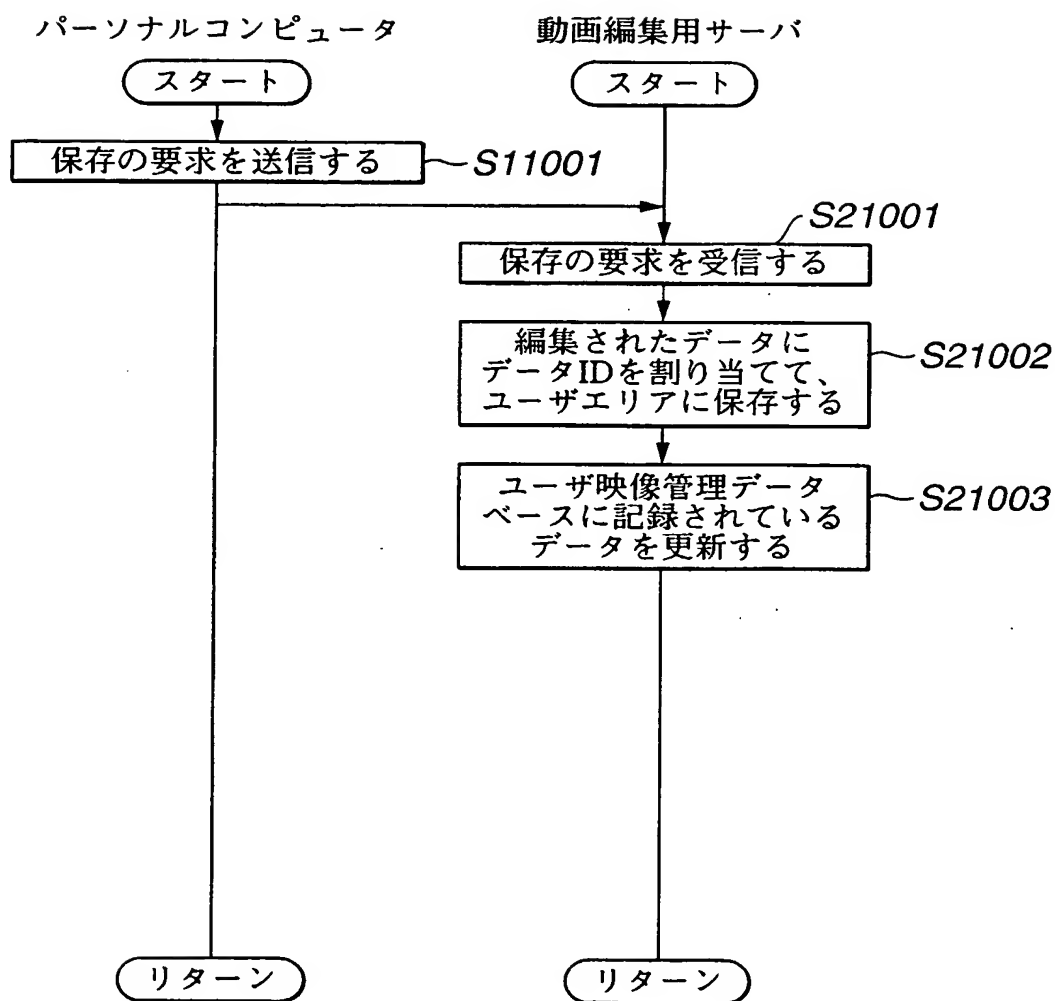 パーソナルコンピュータ
動画編集用サーバ
スタート
スタート
保存の要求を送信する
S11001
S21001
保存の要求を受信する
編集されたデータに
データIDを割り当てて、
ユーザエリアに保存する
S21002
ユーザ映像管理データ
ベースに記録されている
データを更新する
S21003
リターン
リターン